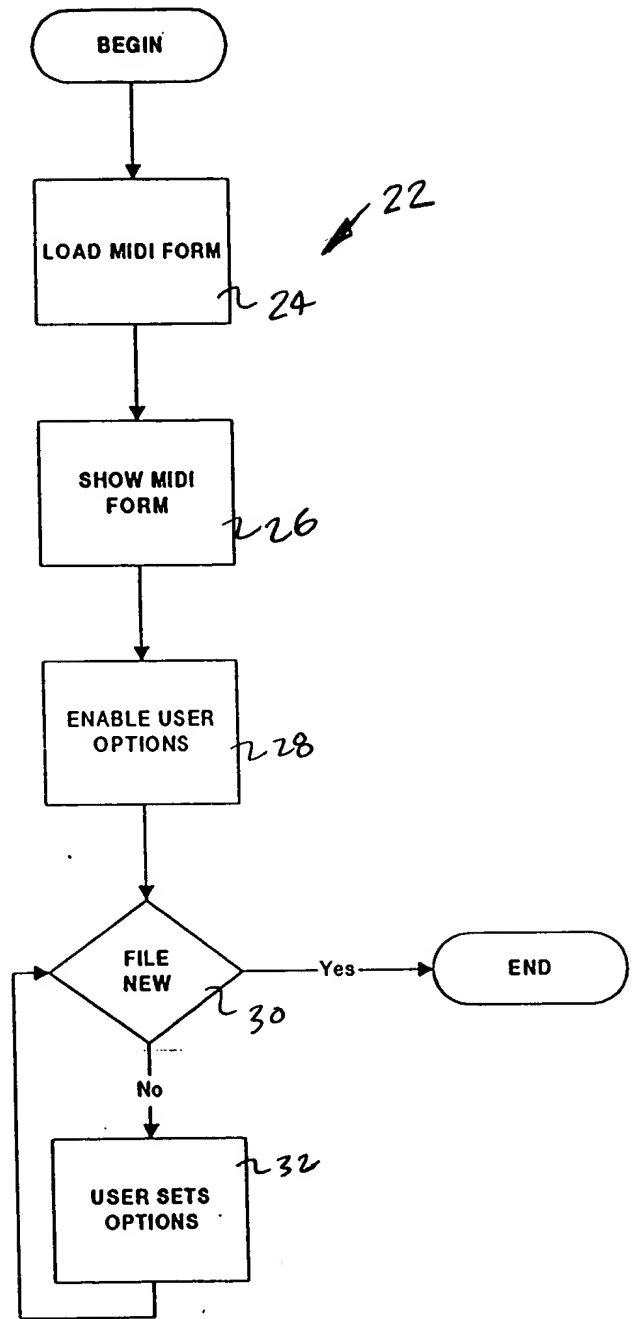 BEGIN
LOAD MIDI FORM
22
24
SHOW MIDI
FORM
26
ENABLE USER
OPTIONS
28
FILE
NEW
Yes
END
30
No
32
USER SETS
OPTIONS